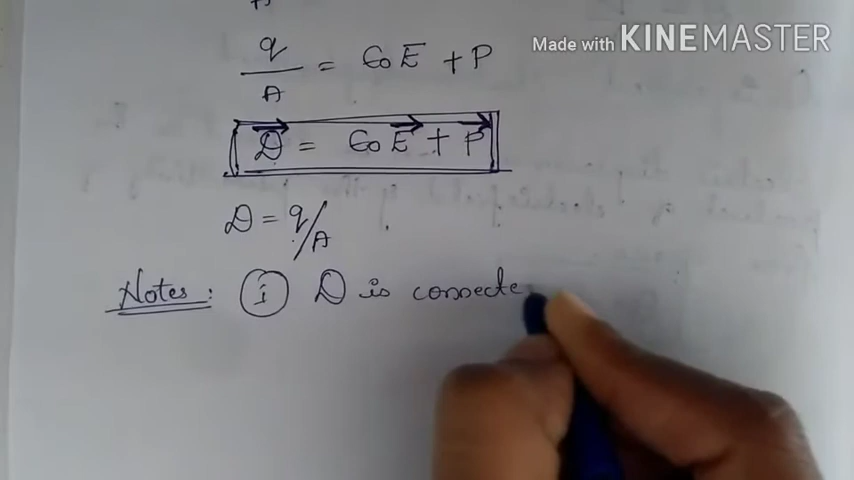 Made with KINEMASTER
q/A = ϵ₀E + P
D⃗ = ϵ₀E⃗ + P⃗
D = q/A
Notes: (i) D is connecte